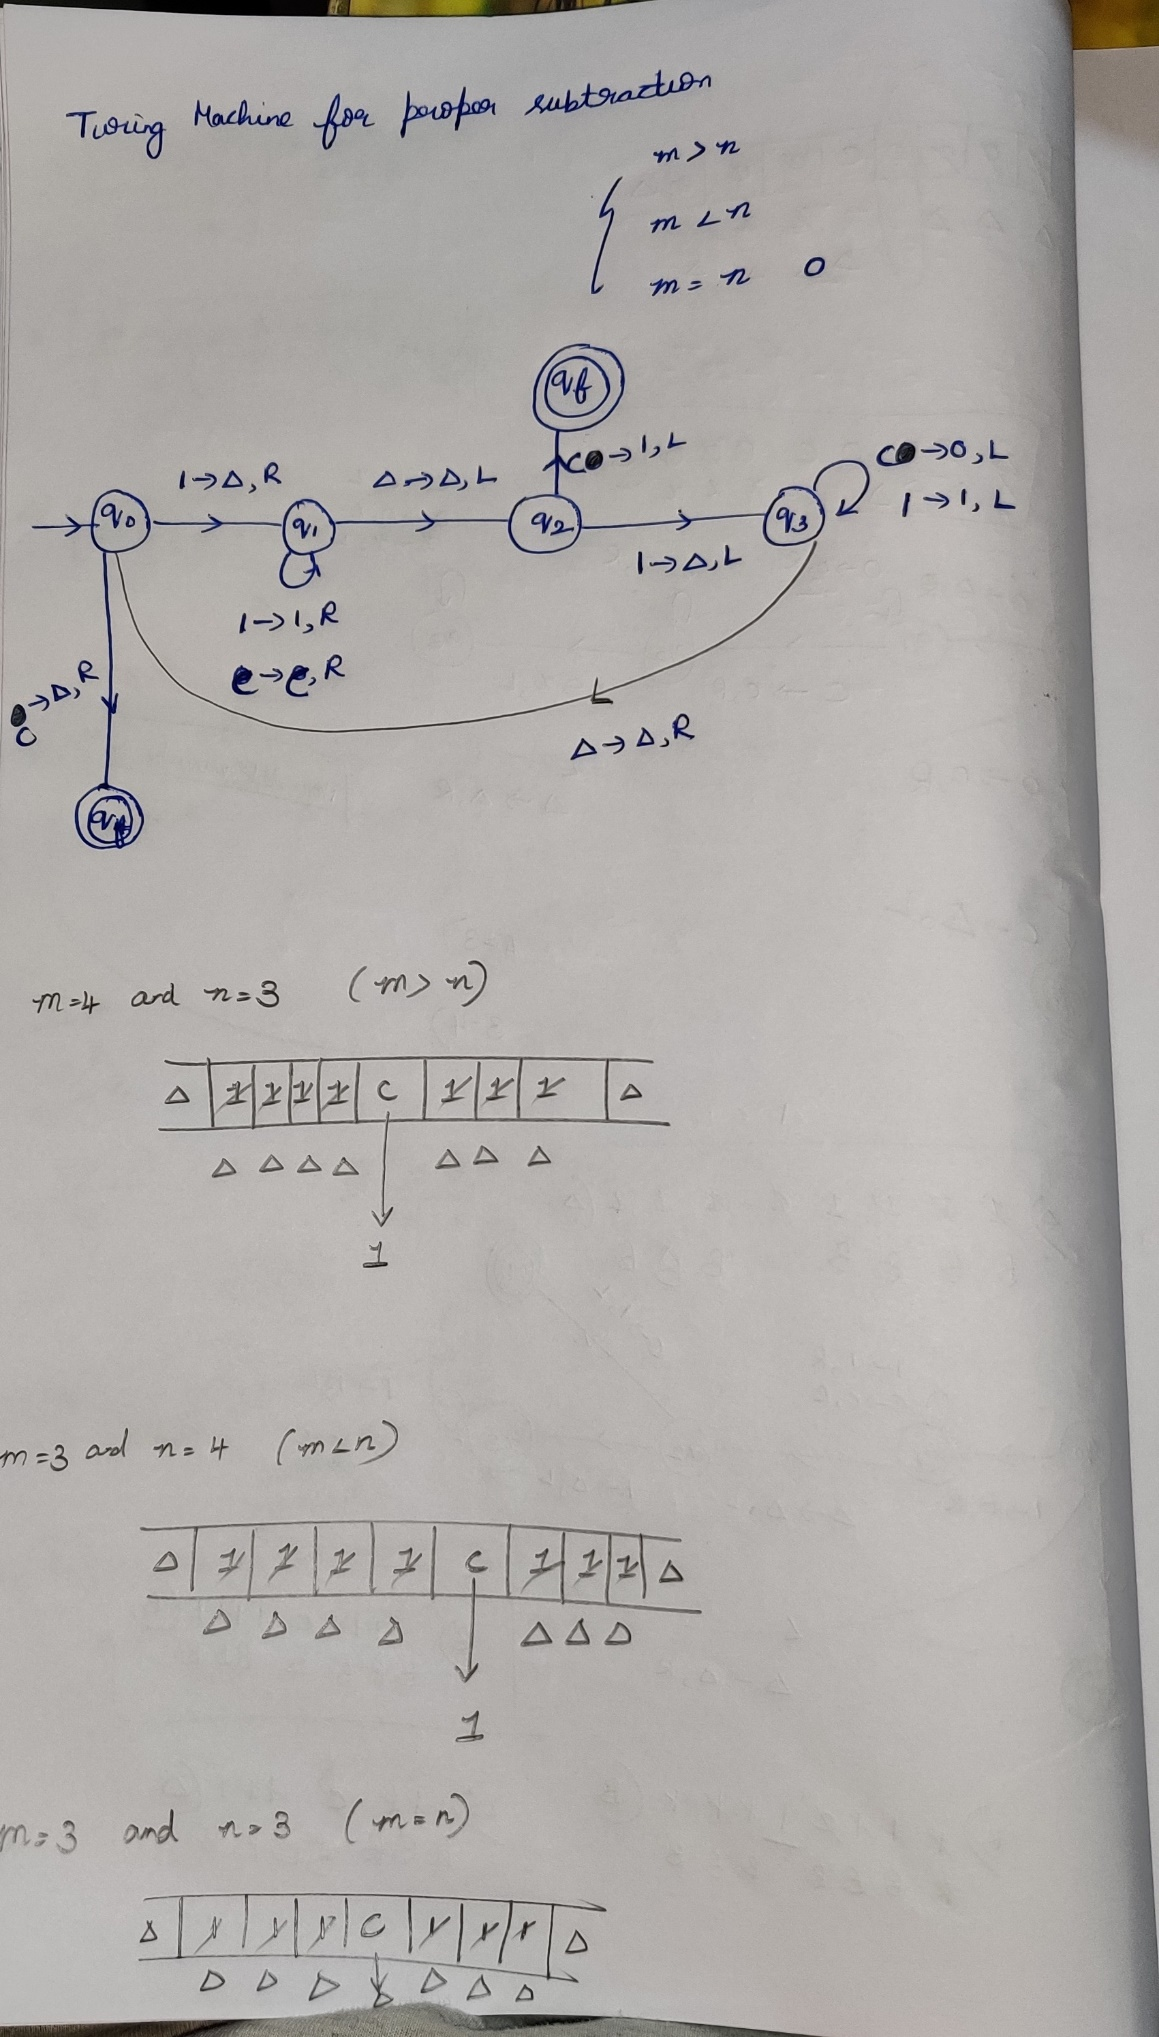 Turing Machine for proper subtraction
m > n
m < n
m = n 0
qf
C → 1, L
C → 0, L
1 → 1, L
1 → Δ, R
Δ → Δ, L
q0
q1
q2
q3
1 → Δ, L
1 → 1, R
C → C, R
C → Δ, R
Δ → Δ, R
qf
m=4 and n=3 (m > n)
Δ 1 1 1 1 C 1 1 1 Δ
Δ Δ Δ Δ Δ Δ Δ
1
m=3 and n=4 (m < n)
Δ 1 1 1 1 C 1 1 1 Δ
Δ Δ Δ Δ Δ Δ Δ
1
m=3 and n=3 (m=n)
Δ 1 1 1 C 1 1 1 Δ
Δ Δ Δ Δ Δ Δ Δ